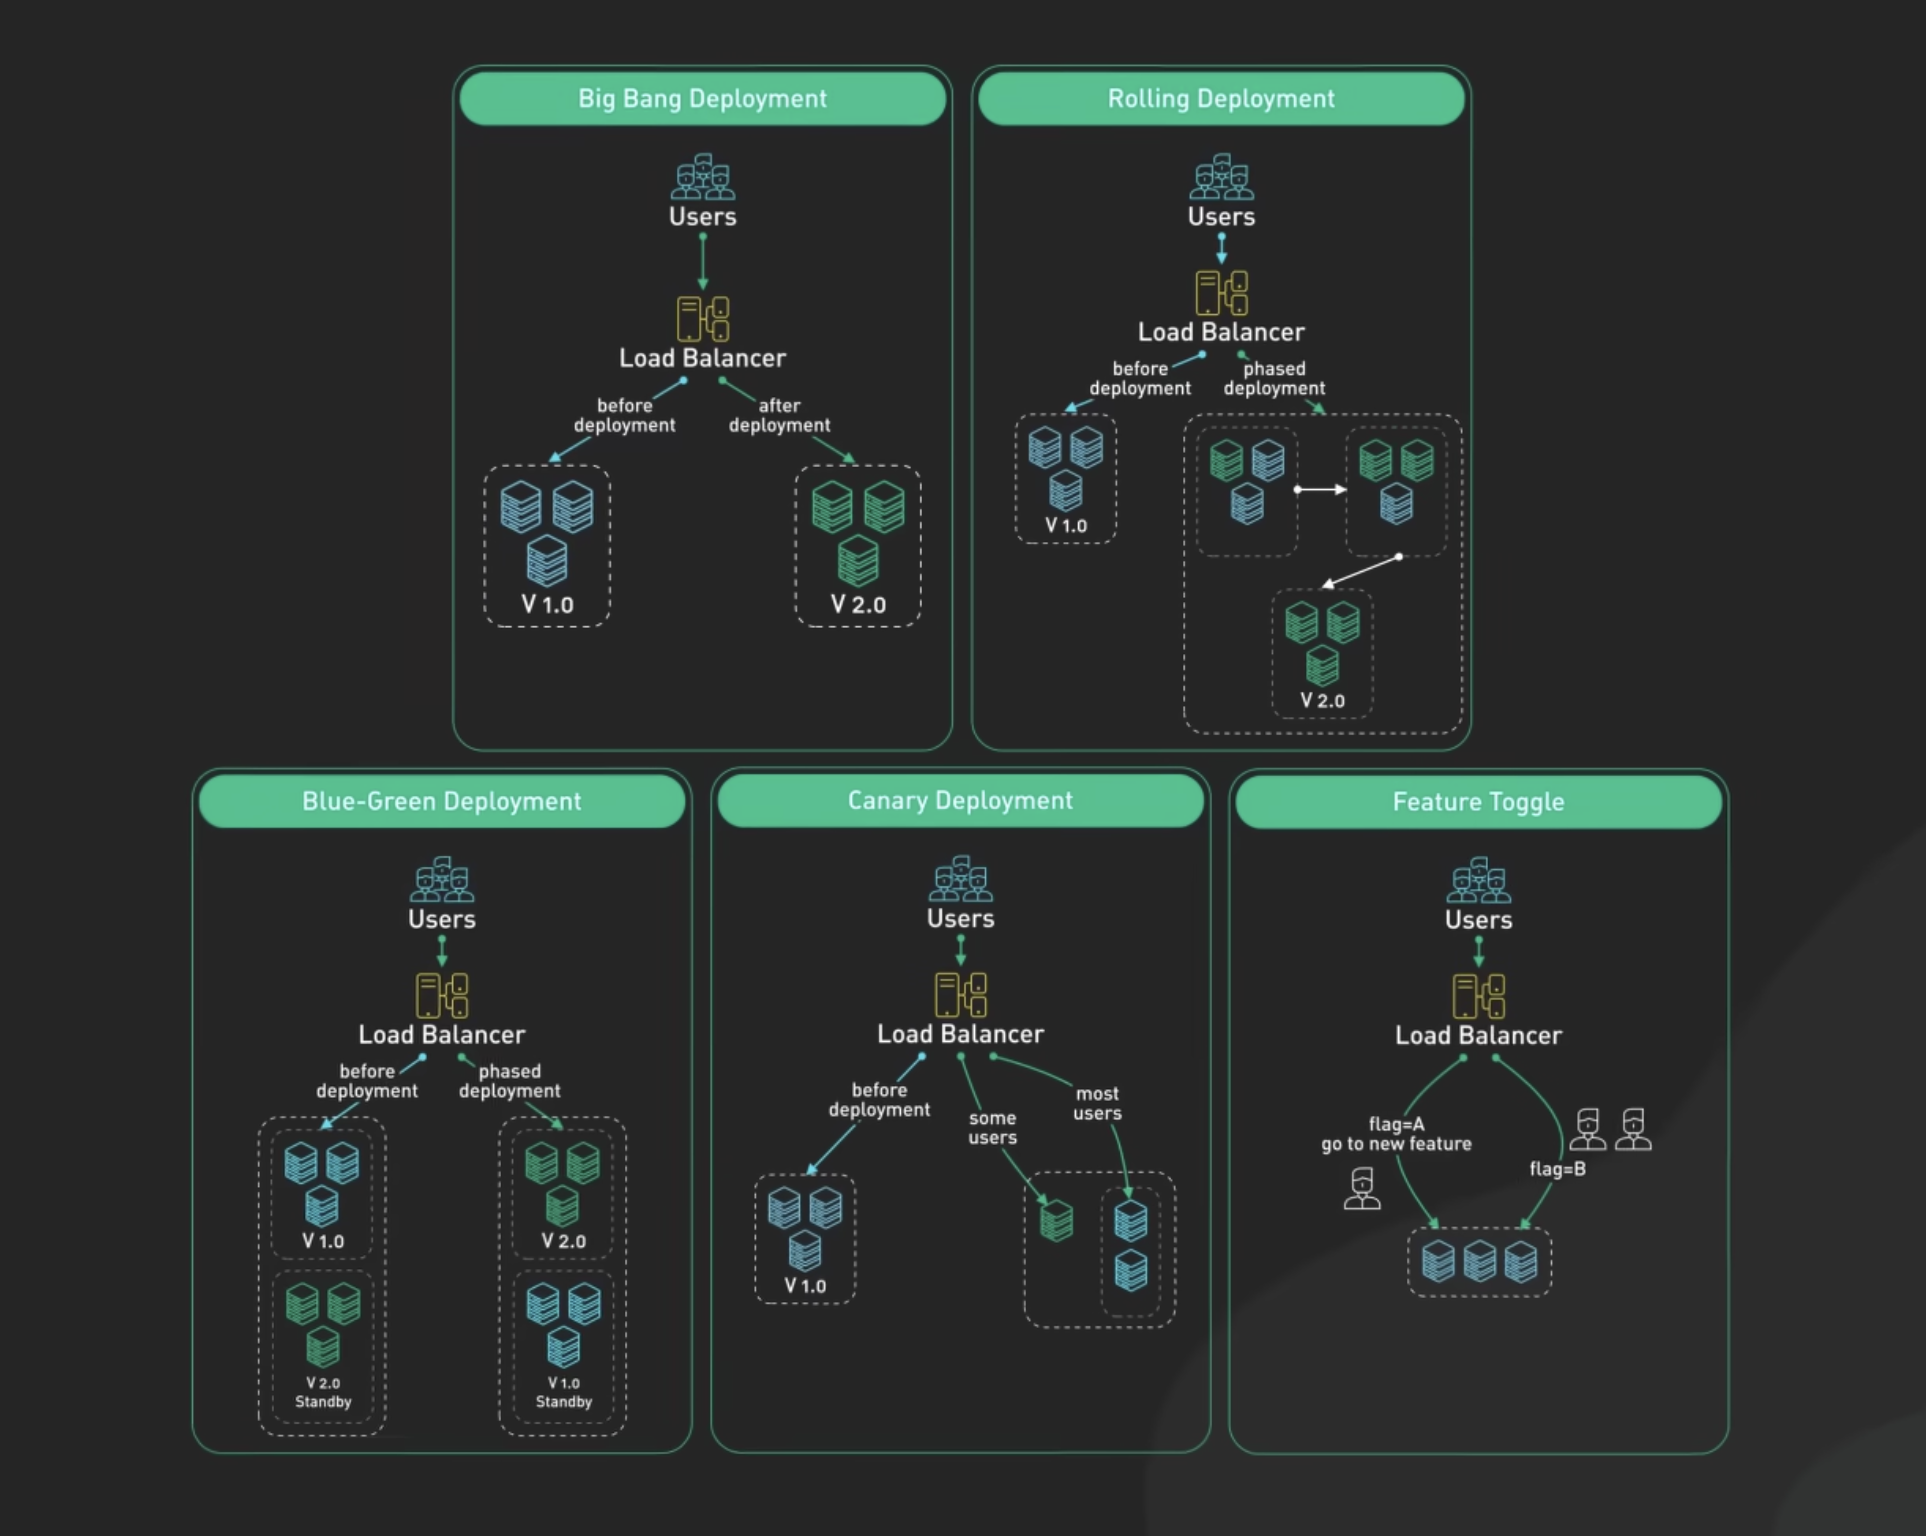 Big Bang Deployment
Users
Load Balancer
before
deployment
after
deployment
V 1.0
V 2.0
Rolling Deployment
Users
Load Balancer
before
deployment
phased
deployment
V 1.0
V 2.0
Blue-Green Deployment
Users
Load Balancer
before
deployment
phased
deployment
V 1.0
V 2.0
Standby
V 2.0
V 1.0
Standby
Canary Deployment
Users
Load Balancer
before
deployment
some
users
most
users
V 1.0
Feature Toggle
Users
Load Balancer
flag=A
go to new feature
flag=B